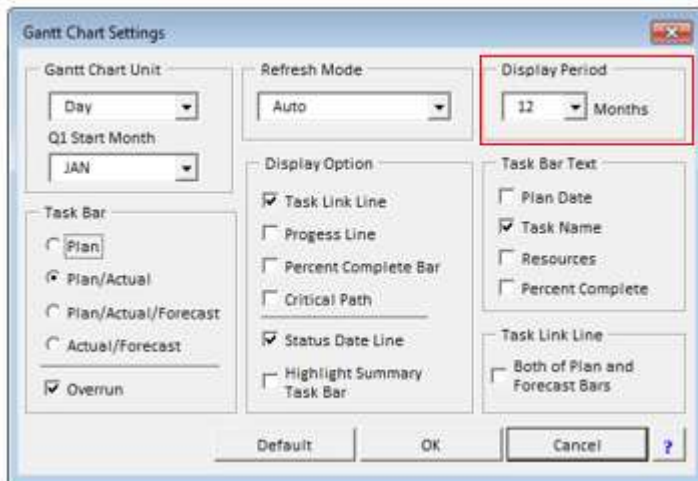 Gantt Chart Settings
Gantt Chart Unit
Day
Q1 Start Month
JAN
Refresh Mode
Auto
Display Period
12 Months
Task Bar
Plan
Plan/Actual
Plan/Actual/Forecast
Actual/Forecast
Overrun
Display Option
Task Link Line
Progess Line
Percent Complete Bar
Critical Path
Status Date Line
Highlight Summary
Task Bar
Task Bar Text
Plan Date
Task Name
Resources
Percent Complete
Task Link Line
Both of Plan and
Forecast Bars
Default OK Cancel ?